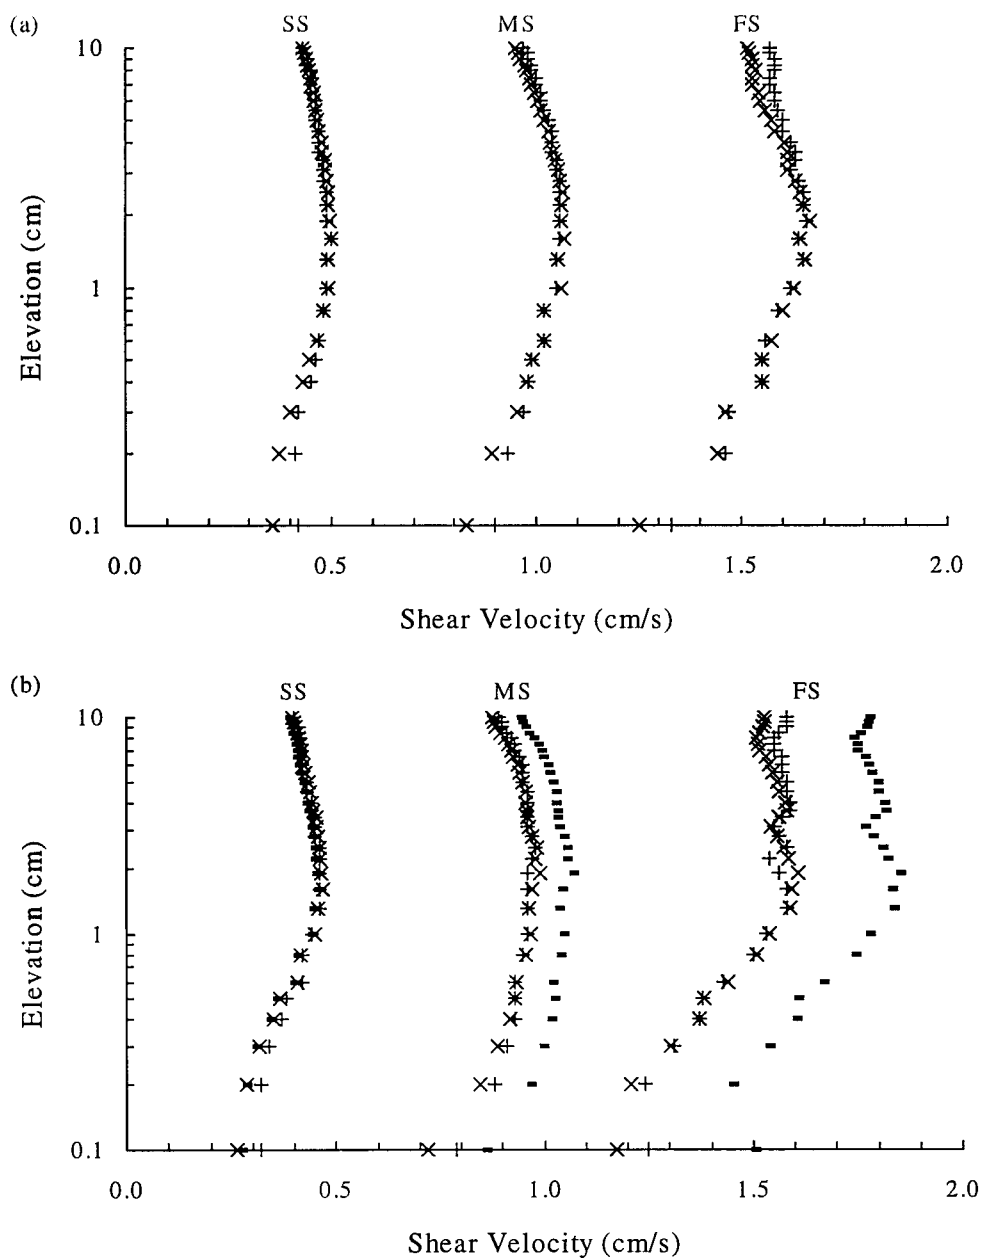 (a)
SS MS FS
10
1
0.1
Elevation (cm)
0.0 0.5 1.0 1.5 2.0
Shear Velocity (cm/s)
(b)
SS MS FS
10
1
0.1
Elevation (cm)
0.0 0.5 1.0 1.5 2.0
Shear Velocity (cm/s)